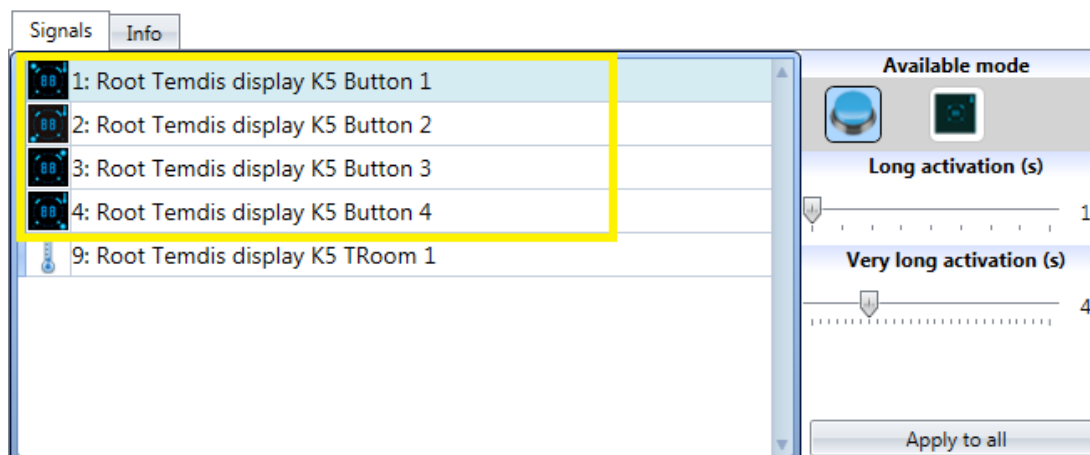 Signals
Info
1: Root Temdis display K5 Button 1
2: Root Temdis display K5 Button 2
3: Root Temdis display K5 Button 3
4: Root Temdis display K5 Button 4
9: Root Temdis display K5 TRoom 1
Available mode
Long activation (s)
1
Very long activation (s)
4
Apply to all